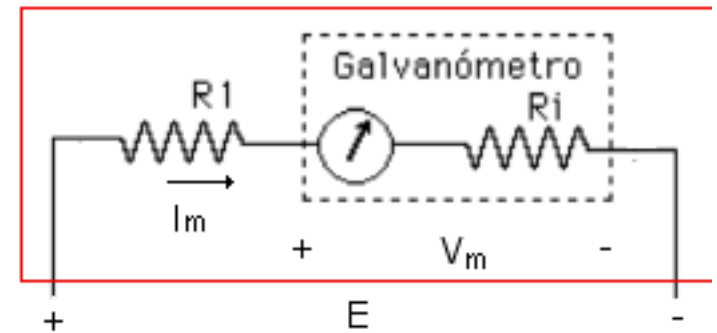 Galvanómetro
R1
Ri
Im
+ Vm -
+ E -